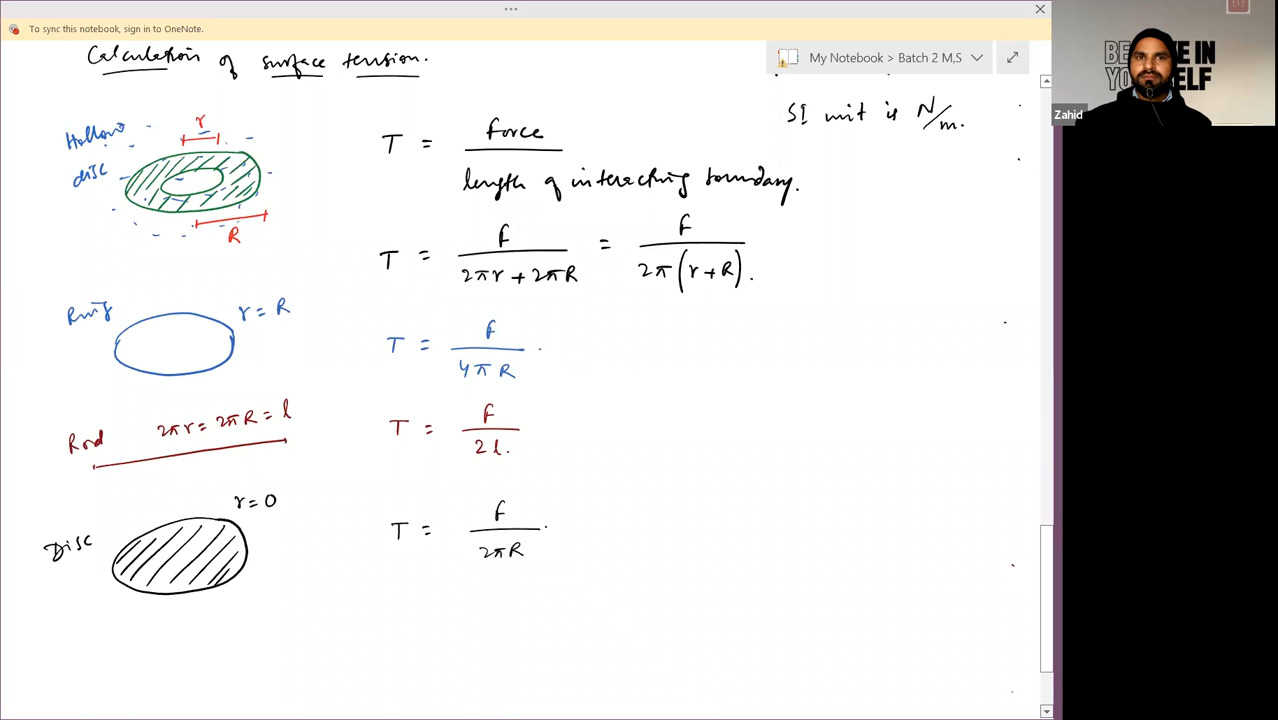 To sync this notebook, sign in to OneNote.
My Notebook > Batch 2 M,S
Calculation of surface tension.
SI unit is N/m.
Hollow disc
r
R
T = force / length of interacting boundary.
T = F / 2πr + 2πR = F / 2π(r + R).
Ring
r = R
T = F / 4πR.
Rod
2πr = 2πR = l
T = F / 2l.
Disc
r = 0
T = F / 2πR.
IN
YOURSELF
Zahid